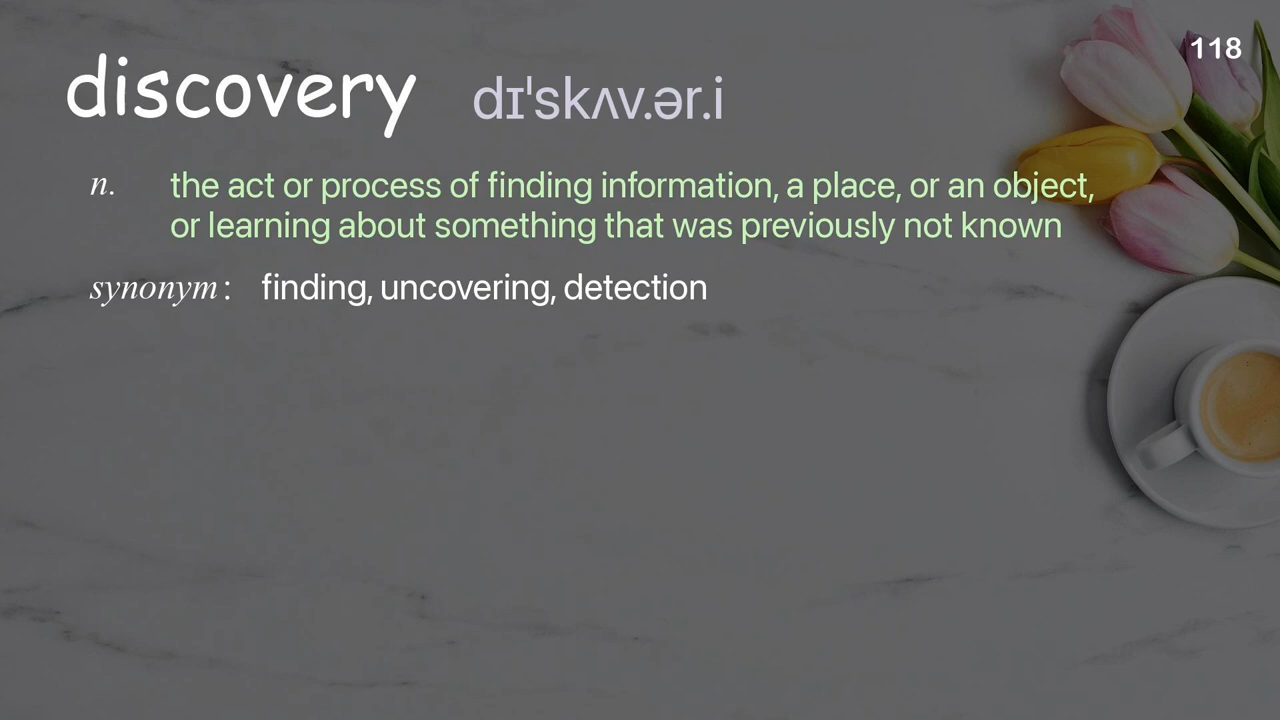 118
discovery dɪˈskʌv.ər.i
n. the act or process of finding information, a place, or an object,
or learning about something that was previously not known
synonym: finding, uncovering, detection